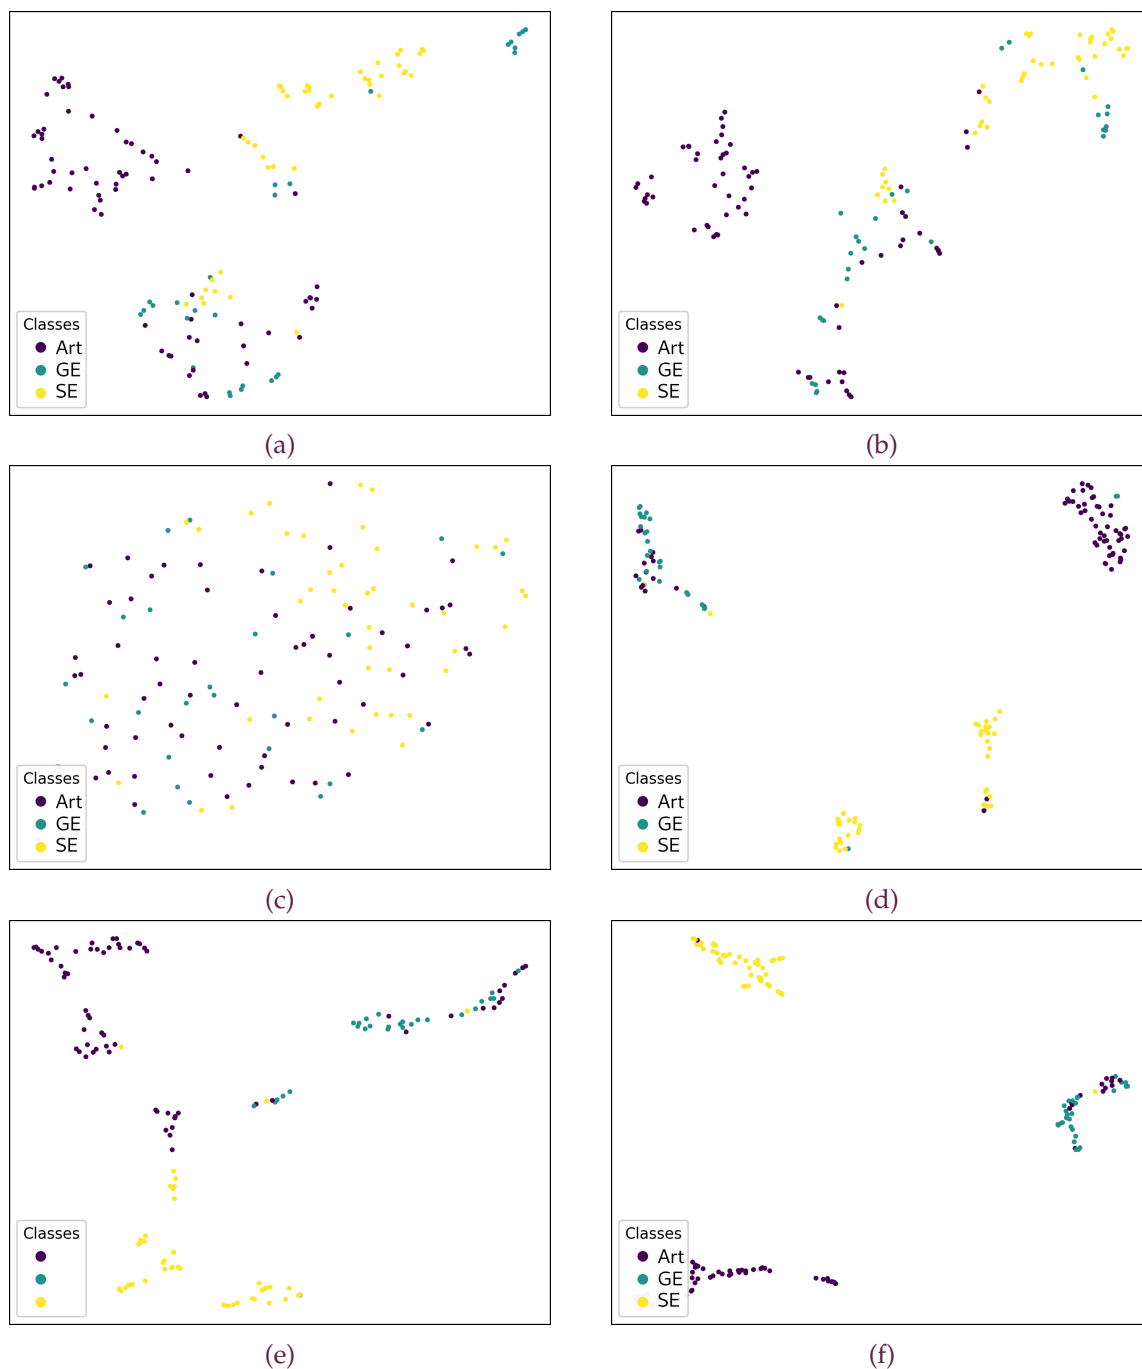 Classes
Art
GE
SE
(a)
Classes
Art
GE
SE
(b)
Classes
Art
GE
SE
(c)
Classes
Art
GE
SE
(d)
Classes
(e)
Classes
Art
GE
SE
(f)